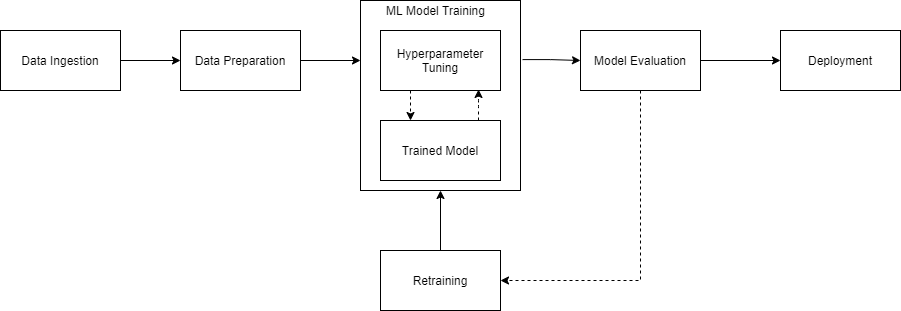 ML Model Training
Data Ingestion
Data Preparation
Hyperparameter
Tuning
Trained Model
Model Evaluation
Deployment
Retraining